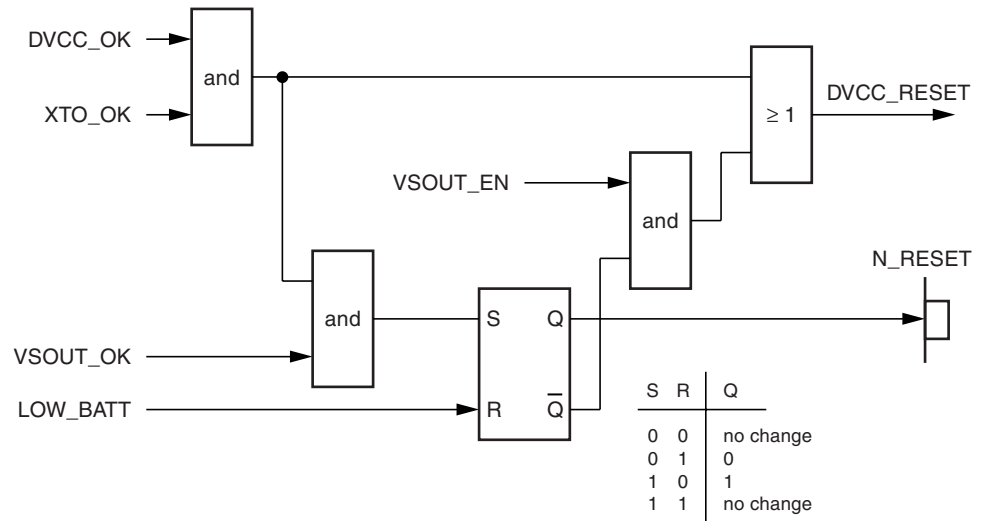 DVCC_OK
and
XTO_OK
DVCC_RESET
≥ 1
VSOUT_EN
and
N_RESET
and
S Q
VSOUT_OK
LOW_BATT
R Q̅
S R Q
0 0 no change
0 1 0
1 0 1
1 1 no change